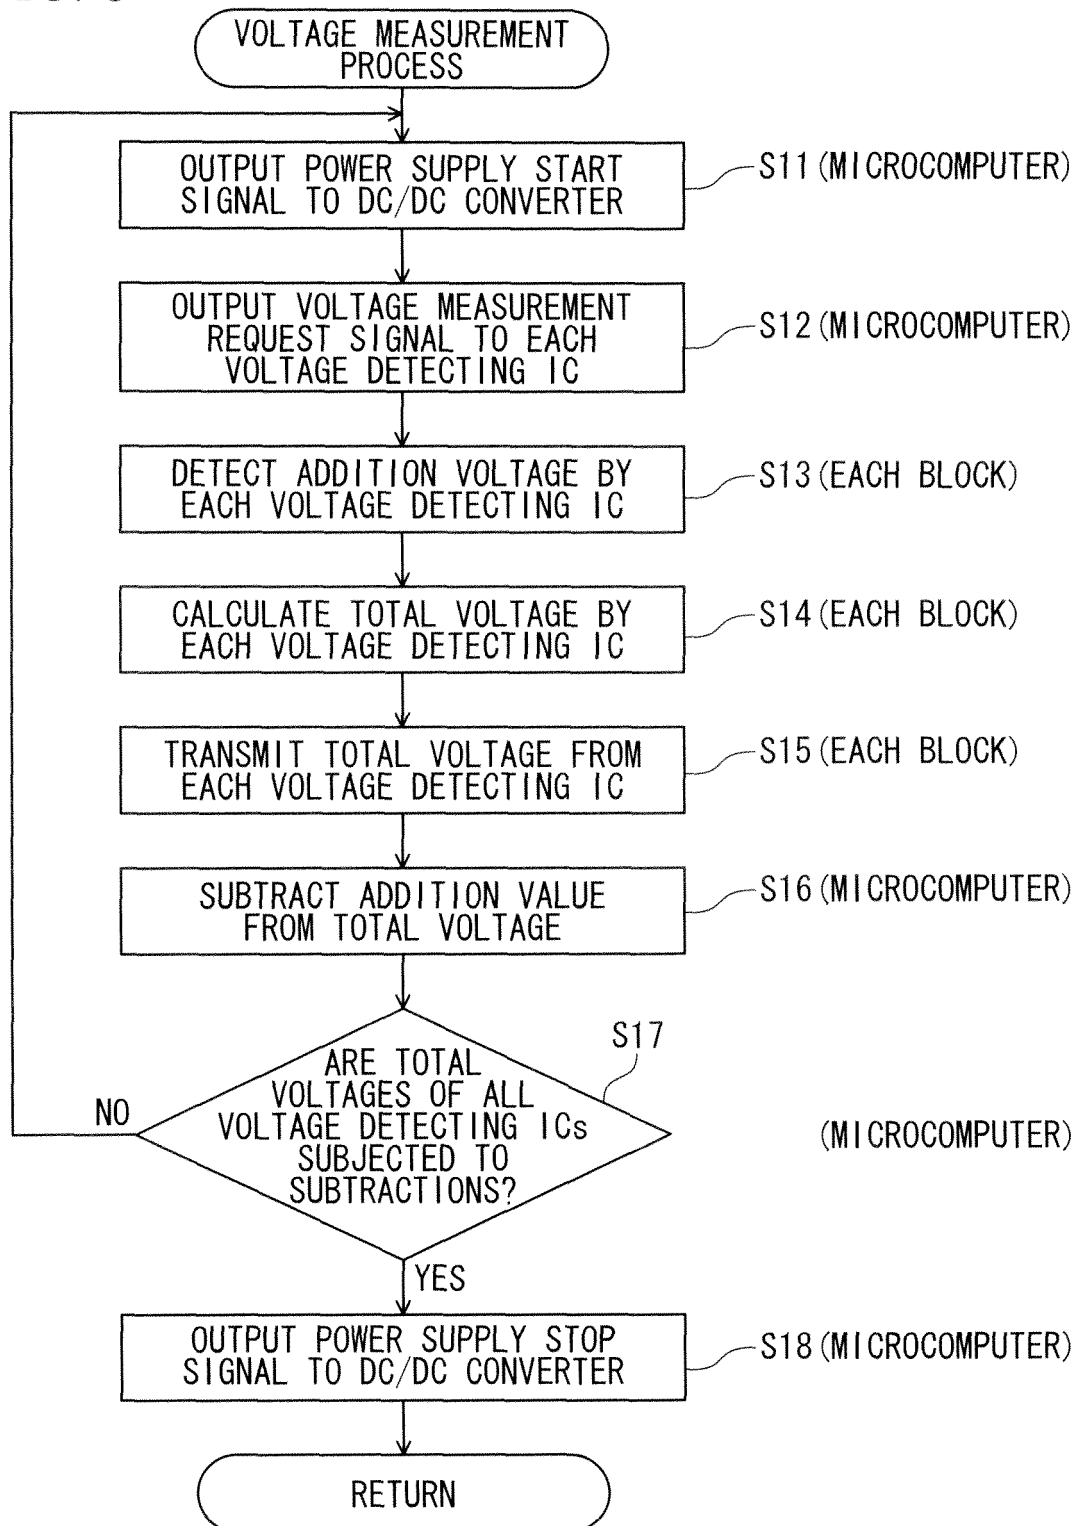 VOLTAGE MEASUREMENT
PROCESS
OUTPUT POWER SUPPLY START
SIGNAL TO DC/DC CONVERTER
S11 (MICROCOMPUTER)
OUTPUT VOLTAGE MEASUREMENT
REQUEST SIGNAL TO EACH
VOLTAGE DETECTING IC
S12 (MICROCOMPUTER)
DETECT ADDITION VOLTAGE BY
EACH VOLTAGE DETECTING IC
S13 (EACH BLOCK)
CALCULATE TOTAL VOLTAGE BY
EACH VOLTAGE DETECTING IC
S14 (EACH BLOCK)
TRANSMIT TOTAL VOLTAGE FROM
EACH VOLTAGE DETECTING IC
S15 (EACH BLOCK)
SUBTRACT ADDITION VALUE
FROM TOTAL VOLTAGE
S16 (MICROCOMPUTER)
S17
ARE TOTAL
VOLTAGES OF ALL
VOLTAGE DETECTING ICs
SUBJECTED TO
SUBTRACTIONS?
NO
(MICROCOMPUTER)
YES
OUTPUT POWER SUPPLY STOP
SIGNAL TO DC/DC CONVERTER
S18 (MICROCOMPUTER)
RETURN